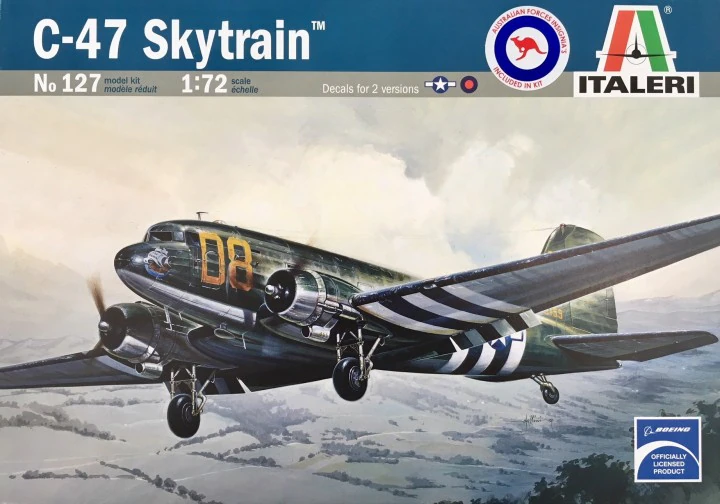 C-47 Skytrain™
No 127 model kit
modèle réduit
1:72 scale
échelle
Decals for 2 versions
AUSTRALIAN FORCES INSIGNIA'S
INCLUDED IN KIT
ITALERI®
D8
BOEING
OFFICIALLY
LICENSED
PRODUCT